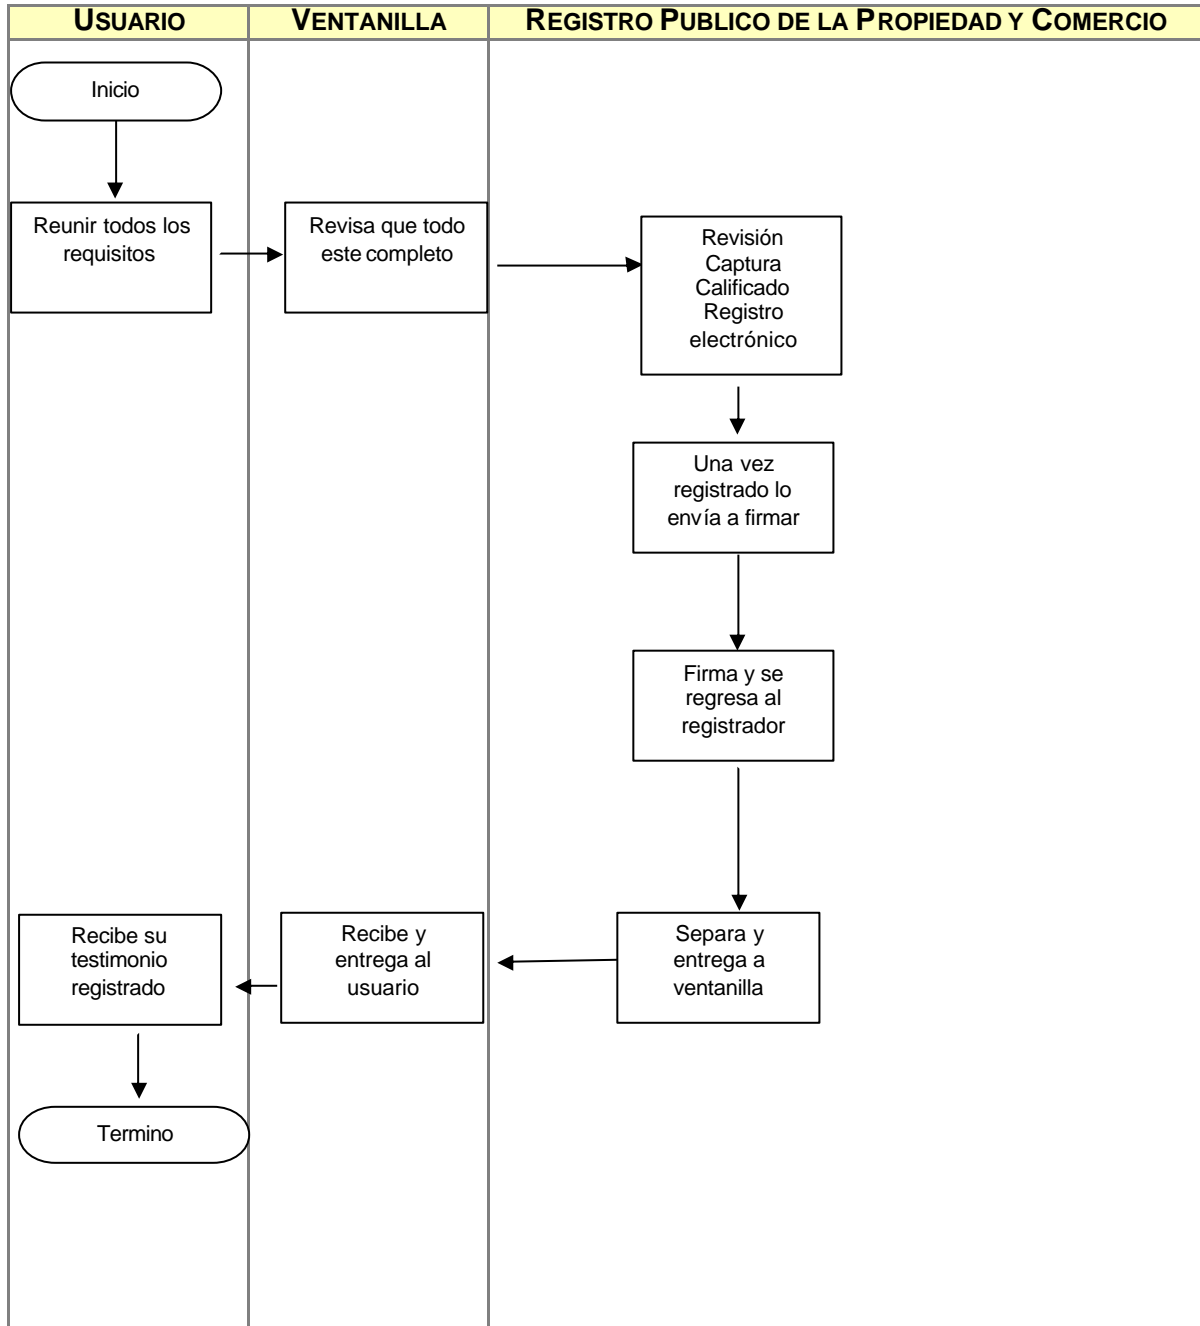 USUARIO
VENTANILLA
REGISTRO PUBLICO DE LA PROPIEDAD Y COMERCIO
Inicio
Reunir todos los
requisitos
Revisa que todo
este completo
Revisión
Captura
Calificado
Registro
electrónico
Una vez
registrado lo
envía a firmar
Firma y se
regresa al
registrador
Separa y
entrega a
ventanilla
Recibe y
entrega al
usuario
Recibe su
testimonio
registrado
Termino